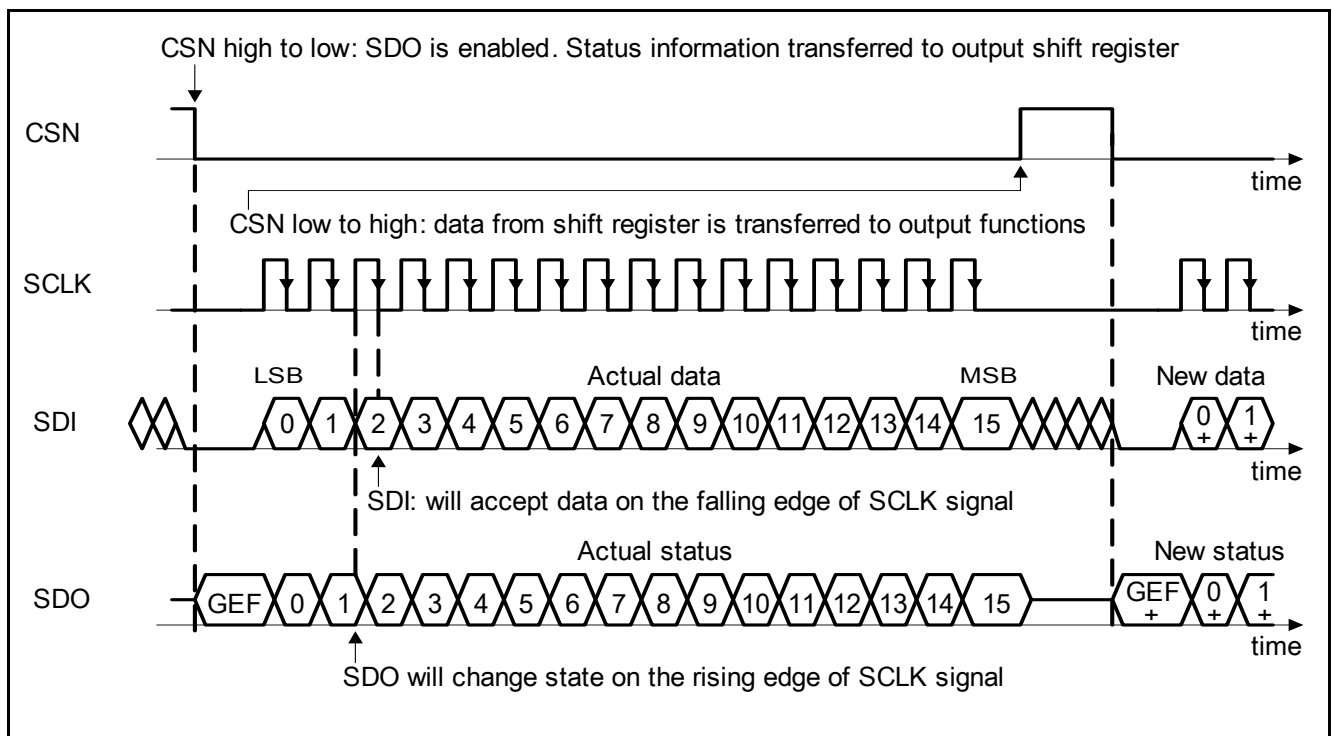 CSN high to low: SDO is enabled. Status information transferred to output shift register
CSN
time
CSN low to high: data from shift register is transferred to output functions
SCLK
time
LSB Actual data MSB New data
SDI 0 1 2 3 4 5 6 7 8 9 10 11 12 13 14 15 0+ 1+
time
SDI: will accept data on the falling edge of SCLK signal
Actual status New status
SDO GEF 0 1 2 3 4 5 6 7 8 9 10 11 12 13 14 15 GEF+ 0+ 1+
time
SDO will change state on the rising edge of SCLK signal